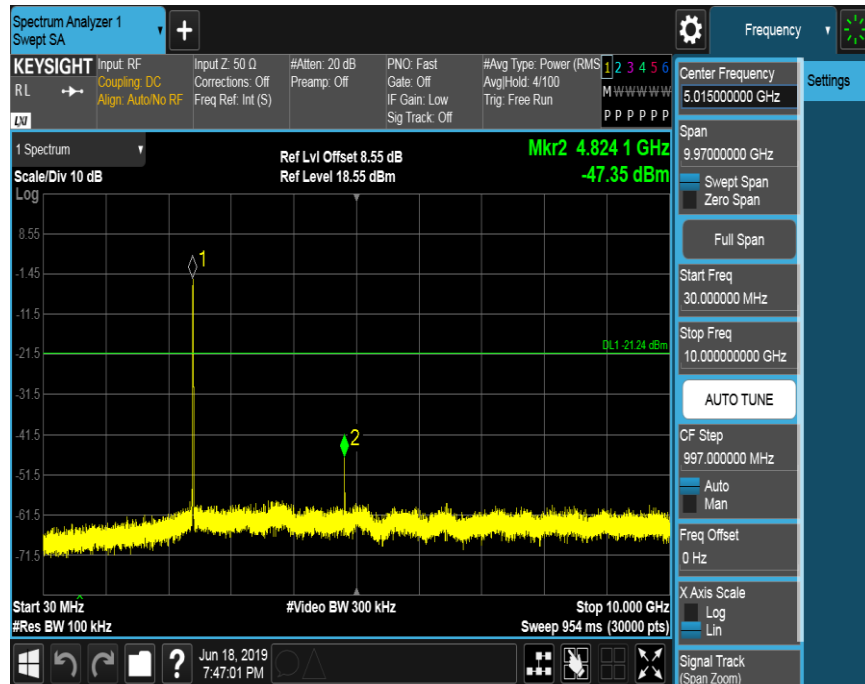 Spectrum Analyzer 1
Swept SA
Frequency
KEYSIGHT
RL
LXI
Input: RF
Coupling: DC
Align: Auto/No RF
Input Z: 50 Ω
Corrections: Off
Freq Ref: Int (S)
#Atten: 20 dB
Preamp: Off
PNO: Fast
Gate: Off
IF Gain: Low
Sig Track: Off
#Avg Type: Power (RMS
Avg|Hold: 4/100
Trig: Free Run
1 2 3 4 5 6
M W W W W W
P P P P P P
Center Frequency
5.015000000 GHz
Settings
1 Spectrum
Scale/Div 10 dB
Ref Lvl Offset 8.55 dB
Ref Level 18.55 dBm
Mkr2 4.824 1 GHz
-47.35 dBm
Log
8.55
-1.45
-11.5
-21.5
-31.5
-41.5
-51.5
-61.5
-71.5
1
2
DL1 -21.24 dBm
Start 30 MHz
#Res BW 100 kHz
#Video BW 300 kHz
Stop 10.000 GHz
Sweep 954 ms (30000 pts)
Span
9.97000000 GHz
Swept Span
Zero Span
Full Span
Start Freq
30.000000 MHz
Stop Freq
10.000000000 GHz
AUTO TUNE
CF Step
997.000000 MHz
Auto
Man
Freq Offset
0 Hz
X Axis Scale
Log
Lin
Signal Track
(Span Zoom)
?
Jun 18, 2019
7:47:01 PM